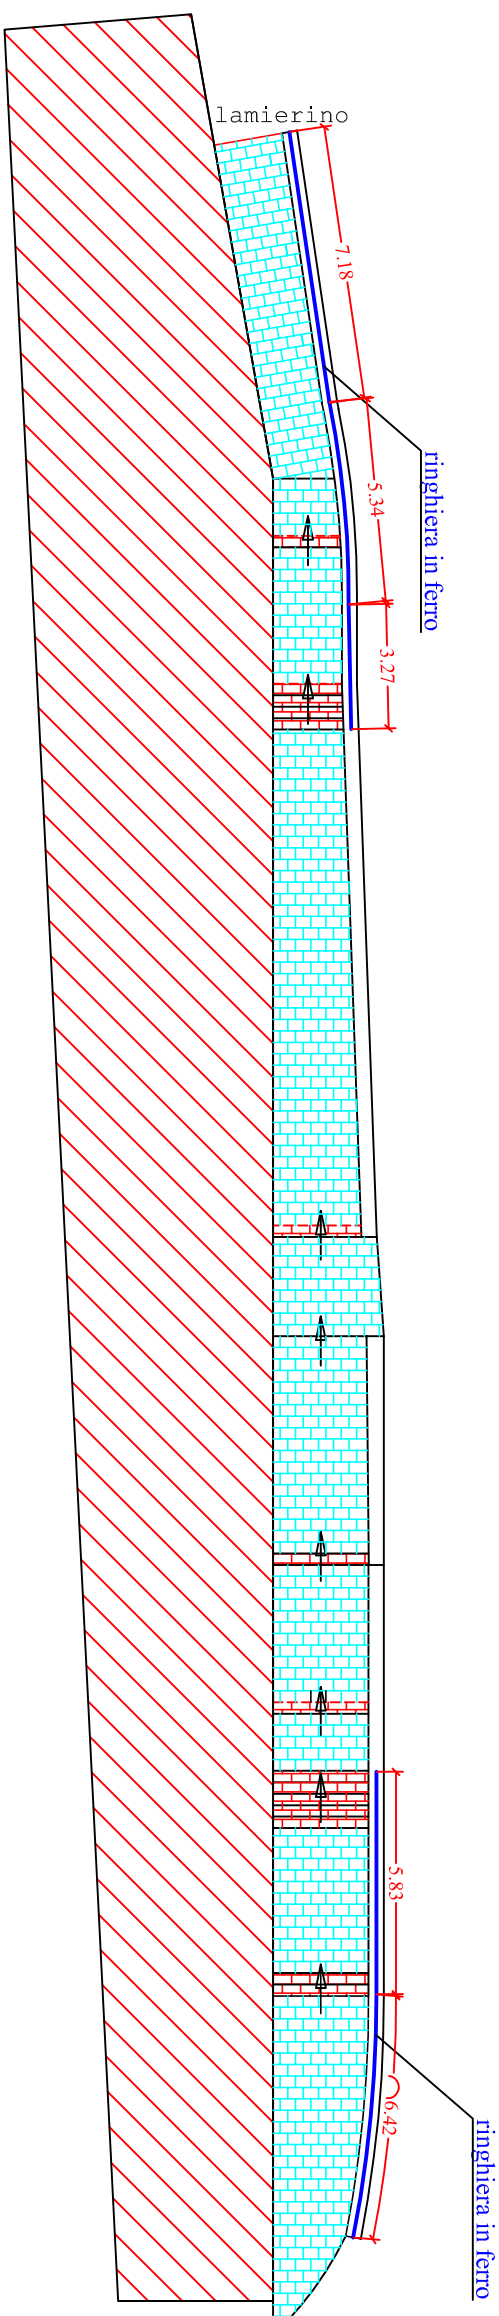 lamierino
7.18
ringhiera in ferro
5.34
3.27
5.83
6.42
ringhiera in ferro